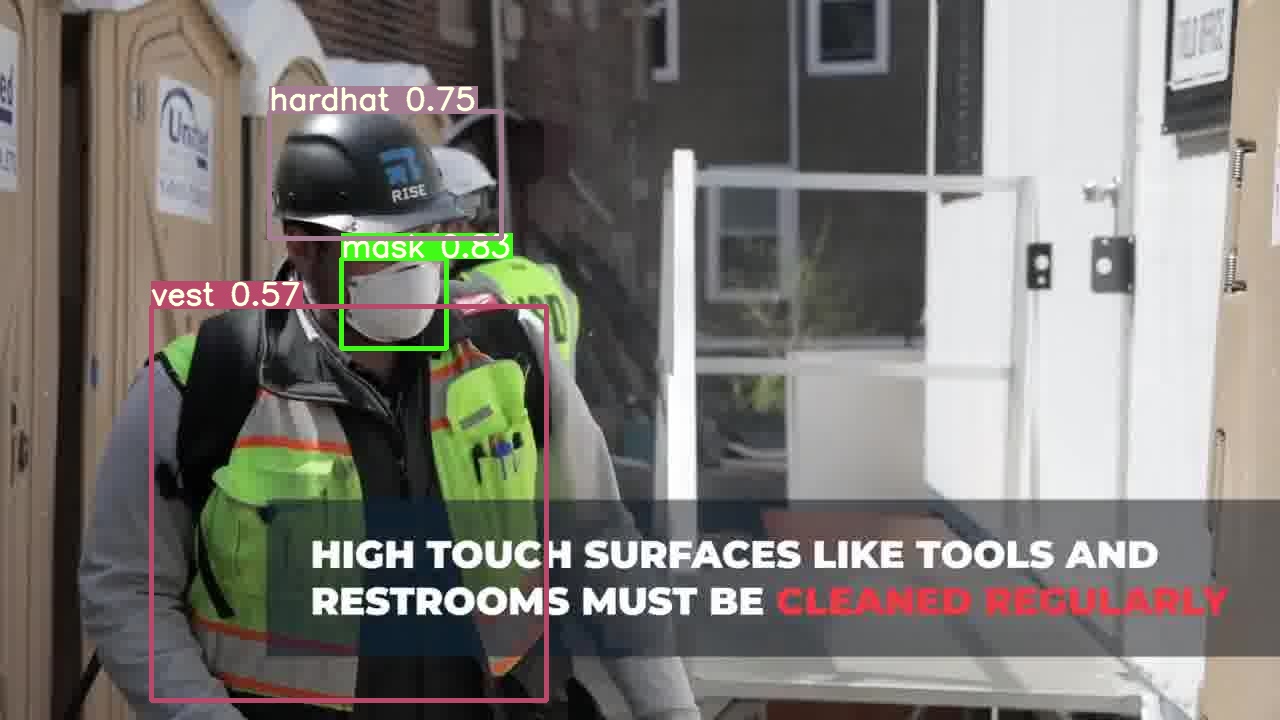 hardhat 0.75
RISE
mask 0.83
vest 0.57
United
HIGH TOUCH SURFACES LIKE TOOLS AND
RESTROOMS MUST BE CLEANED REGULARLY